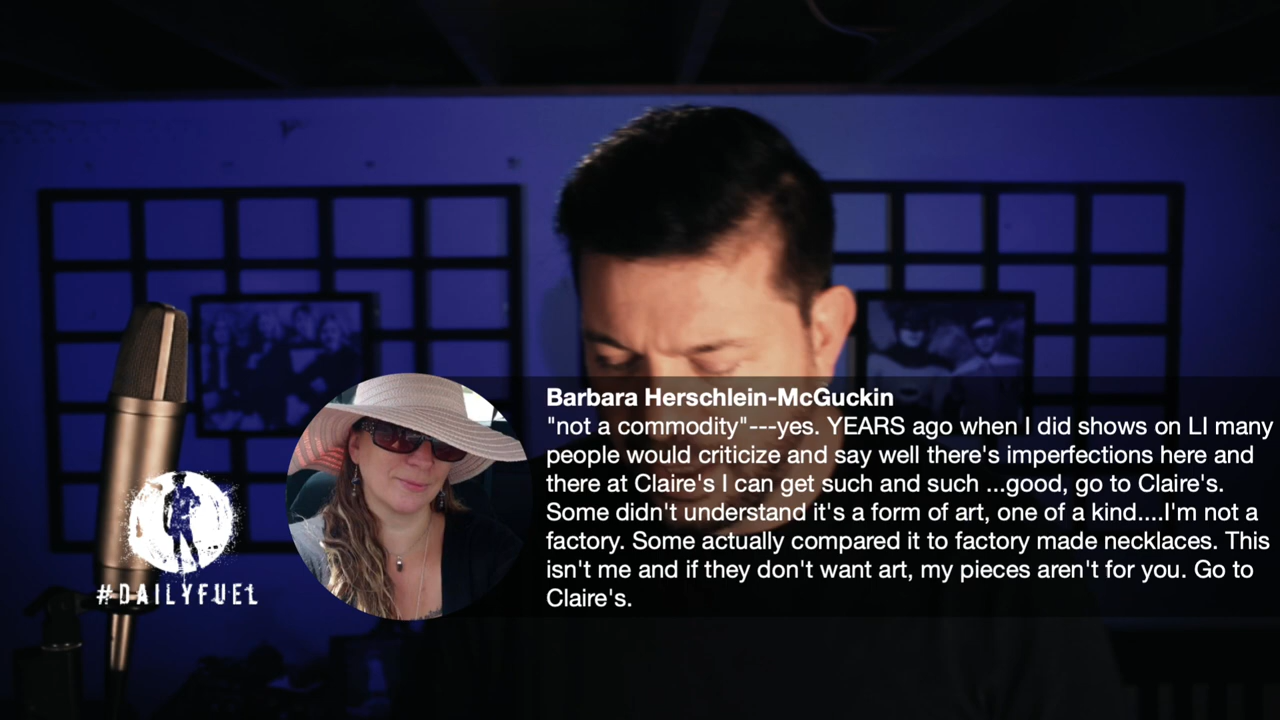 Barbara Herschlein-McGuckin
"not a commodity"---yes. YEARS ago when I did shows on LI many
people would criticize and say well there's imperfections here and
there at Claire's I can get such and such ...good, go to Claire's.
Some didn't understand it's a form of art, one of a kind....I'm not a
factory. Some actually compared it to factory made necklaces. This
isn't me and if they don't want art, my pieces aren't for you. Go to
Claire's.
#DAILYFUEL